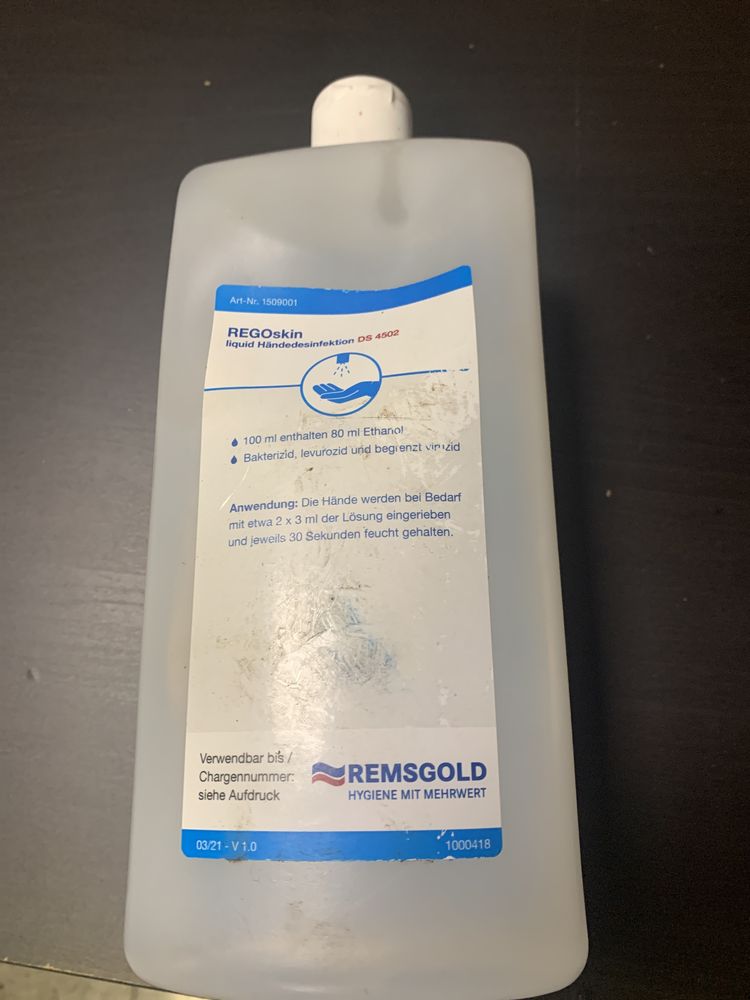 Art-Nr. 1509001
REGOskin
liquid Händedesinfektion DS 4502
100 ml enthalten 80 ml Ethanol
Bakterizid, levurozid und begrenzt viruzid
Anwendung: Die Hände werden bei Bedarf
mit etwa 2 x 3 ml der Lösung eingerieben
und jeweils 30 Sekunden feucht gehalten.
Verwendbar bis /
Chargennummer:
siehe Aufdruck
REMSGOLD
HYGIENE MIT MEHRWERT
03/21 - V 1.0
1000418